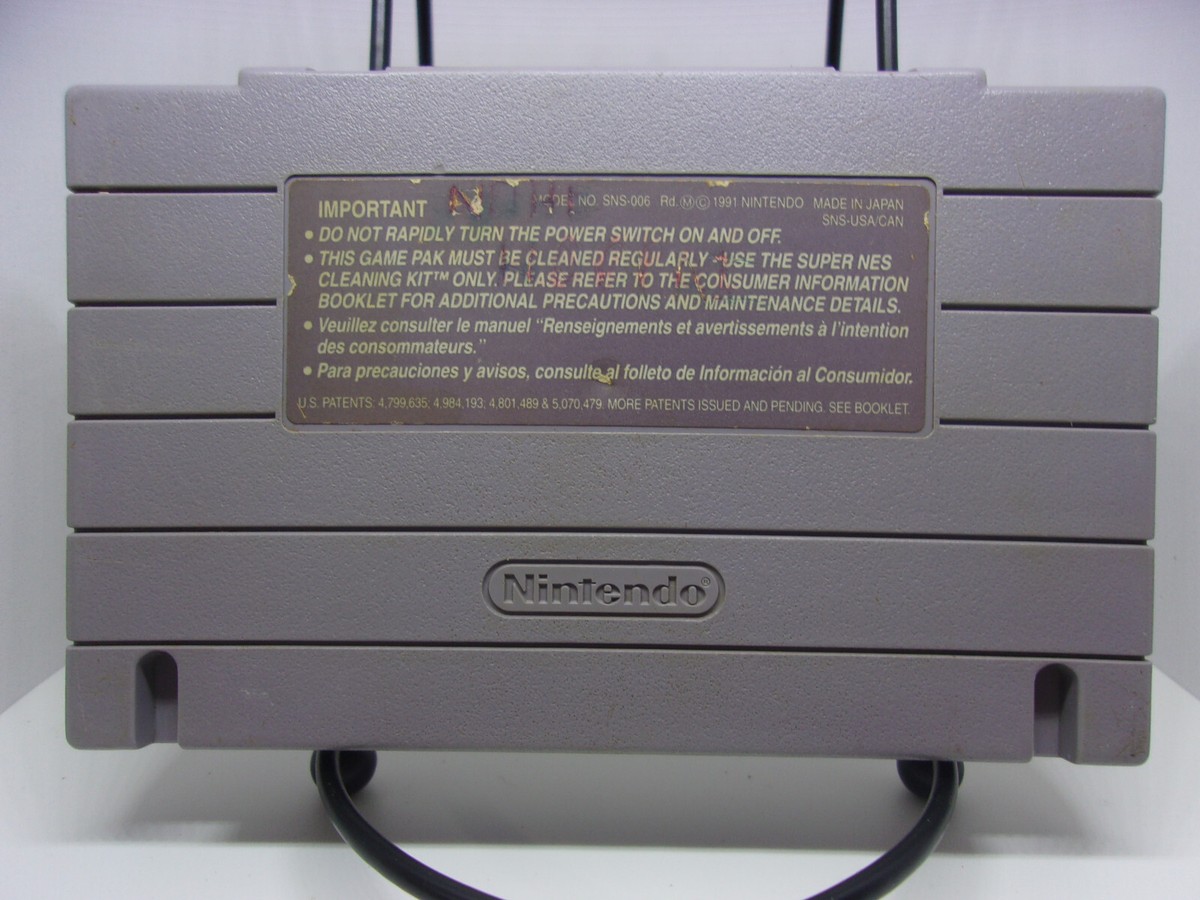 IMPORTANT MODEL NO. SNS-006 Rd.ⓂⒸ 1991 NINTENDO MADE IN JAPAN
SNS-USA/CAN
• DO NOT RAPIDLY TURN THE POWER SWITCH ON AND OFF.
• THIS GAME PAK MUST BE CLEANED REGULARLY - USE THE SUPER NES
CLEANING KIT™ ONLY. PLEASE REFER TO THE CONSUMER INFORMATION
BOOKLET FOR ADDITIONAL PRECAUTIONS AND MAINTENANCE DETAILS.
• Veuillez consulter le manuel "Renseignements et avertissements à l'intention
des consommateurs."
• Para precauciones y avisos, consulte al folleto de Información al Consumidor.
U.S. PATENTS: 4,799,635; 4,984,193; 4,801,489 & 5,070,479. MORE PATENTS ISSUED AND PENDING. SEE BOOKLET.
Nintendo®